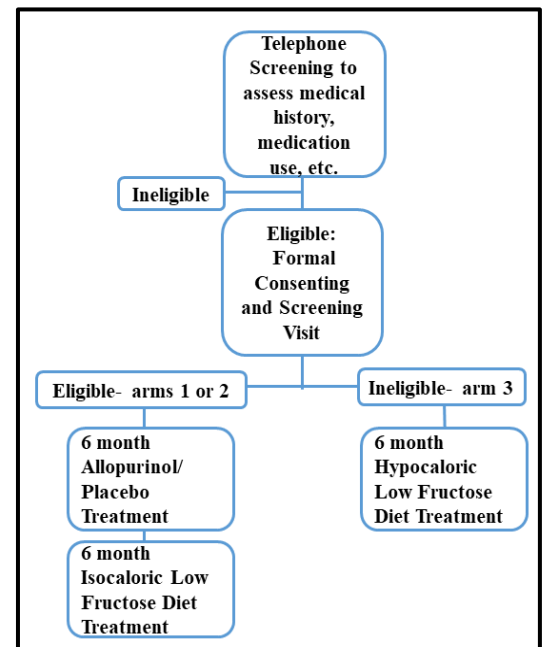 Telephone
Screening to
assess medical
history,
medication
use, etc.
Ineligible
Eligible:
Formal
Consenting
and Screening
Visit
Eligible- arms 1 or 2
Ineligible- arm 3
6 month
Allopurinol/
Placebo
Treatment
6 month
Hypocaloric
Low Fructose
Diet Treatment
6 month
Isocaloric Low
Fructose Diet
Treatment